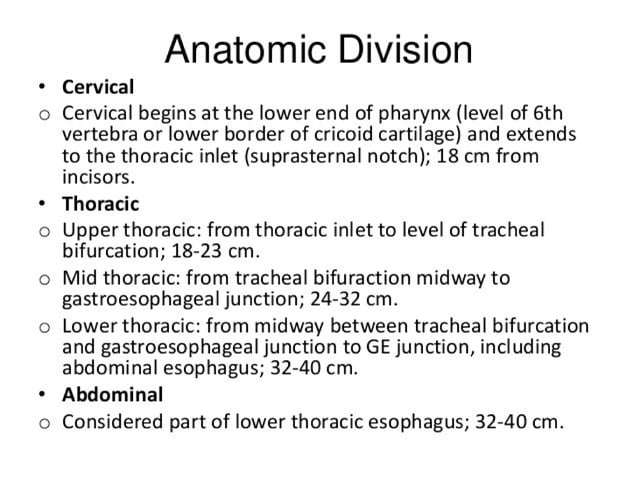 Anatomic Division
• Cervical
o Cervical begins at the lower end of pharynx (level of 6th
vertebra or lower border of cricoid cartilage) and extends
to the thoracic inlet (suprasternal notch); 18 cm from
incisors.
• Thoracic
o Upper thoracic: from thoracic inlet to level of tracheal
bifurcation; 18-23 cm.
o Mid thoracic: from tracheal bifuraction midway to
gastroesophageal junction; 24-32 cm.
o Lower thoracic: from midway between tracheal bifurcation
and gastroesophageal junction to GE junction, including
abdominal esophagus; 32-40 cm.
• Abdominal
o Considered part of lower thoracic esophagus; 32-40 cm.